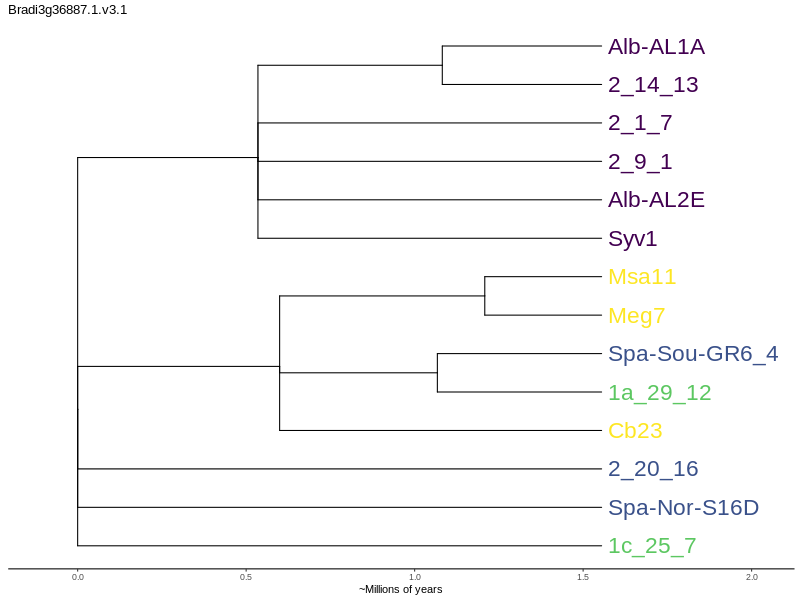 Bradi3g36887.1.v3.1
Alb-AL1A
2_14_13
2_1_7
2_9_1
Alb-AL2E
Syv1
Msa11
Meg7
Spa-Sou-GR6_4
1a_29_12
Cb23
2_20_16
Spa-Nor-S16D
1c_25_7
0.0 0.5 1.0 1.5 2.0
~Millions of years